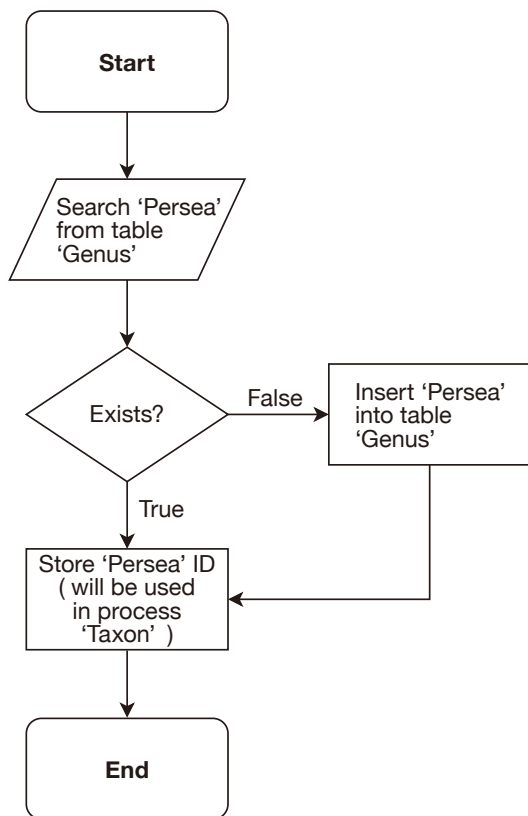 Start
Search ‘Persea’
from table
‘Genus’
Exists?
False
Insert ‘Persea’
into table
‘Genus’
True
Store ‘Persea’ ID
( will be used
in process
‘Taxon’ )
End